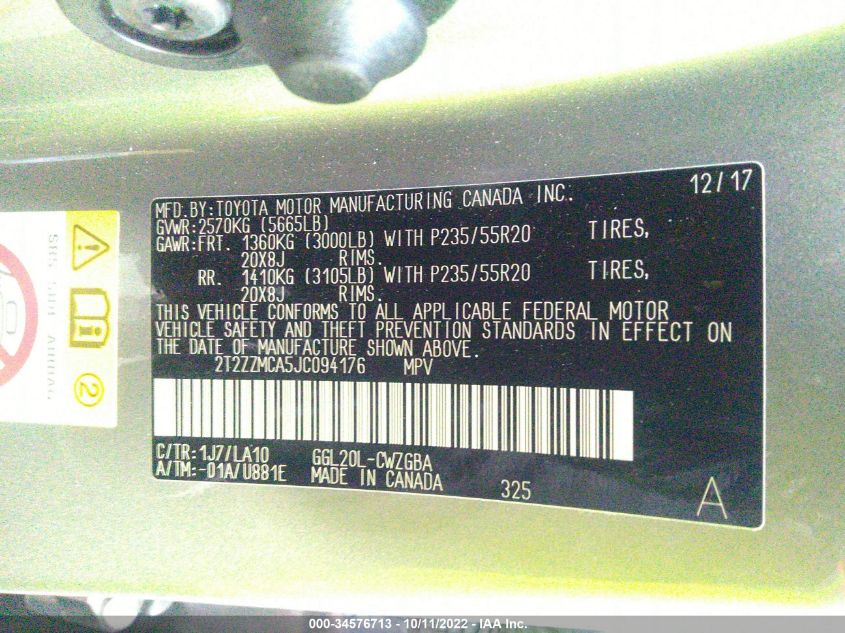 12/17
MFD.BY:TOYOTA MOTOR MANUFACTURING CANADA INC.
GVWR:2570KG (5665LB)
GAWR:FRT. 1360KG (3000LB) WITH P235/55R20 TIRES,
20X8J RIMS.
RR. 1410KG (3105LB) WITH P235/55R20 TIRES,
20X8J RIMS.
THIS VEHICLE CONFORMS TO ALL APPLICABLE FEDERAL MOTOR
VEHICLE SAFETY AND THEFT PREVENTION STANDARDS IN EFFECT ON
THE DATE OF MANUFACTURE SHOWN ABOVE.
2T2ZZMCA5JC094176 MPV
C/TR:1J7/LA10 GGL20L-CWZGBA
A/TM:-01A/U881E MADE IN CANADA 325 A
2
000-34576713 - 10/11/2022 - IAA Inc.